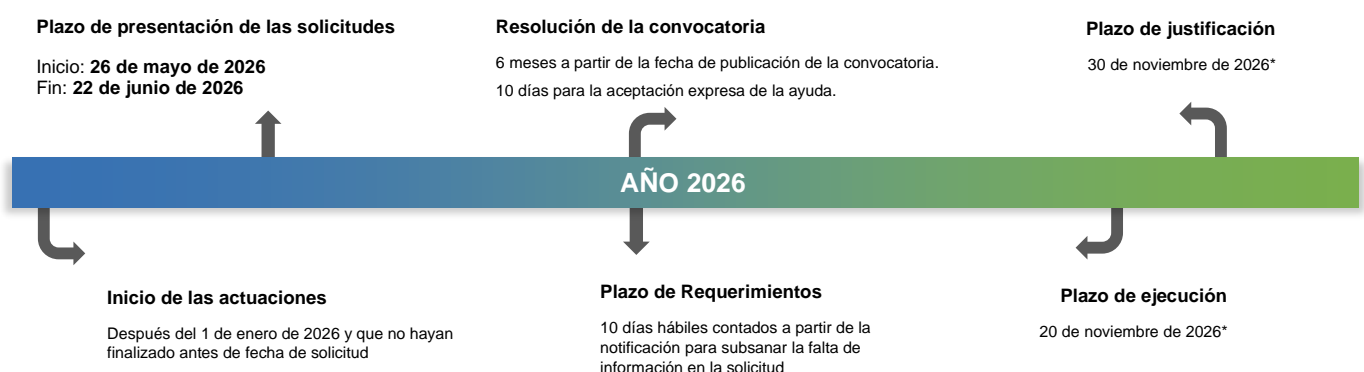 Plazo de presentación de las solicitudes
Inicio: 26 de mayo de 2026
Fin: 22 de junio de 2026
Resolución de la convocatoria
6 meses a partir de la fecha de publicación de la convocatoria.
10 días para la aceptación expresa de la ayuda.
Plazo de justificación
30 de noviembre de 2026*
AÑO 2026
Inicio de las actuaciones
Después del 1 de enero de 2026 y que no hayan
finalizado antes de fecha de solicitud
Plazo de Requerimientos
10 días hábiles contados a partir de la
notificación para subsanar la falta de
información en la solicitud
Plazo de ejecución
20 de noviembre de 2026*